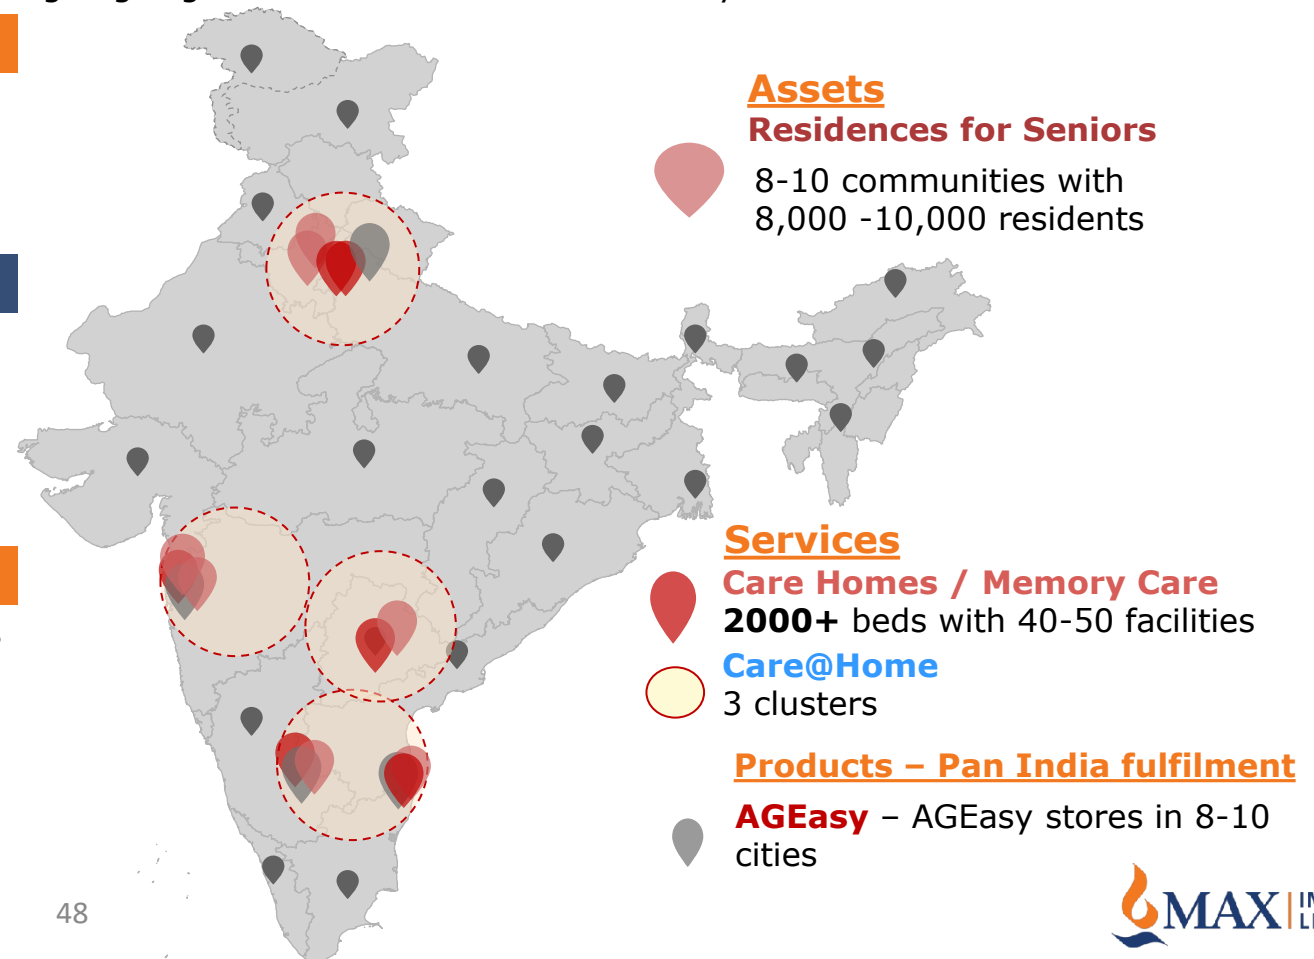 Assets
Residences for Seniors
8-10 communities with
8,000 -10,000 residents
Services
Care Homes / Memory Care
2000+ beds with 40-50 facilities
Care@Home
3 clusters
Products – Pan India fulfilment
AGEasy – AGEasy stores in 8-10
cities
48
MAX